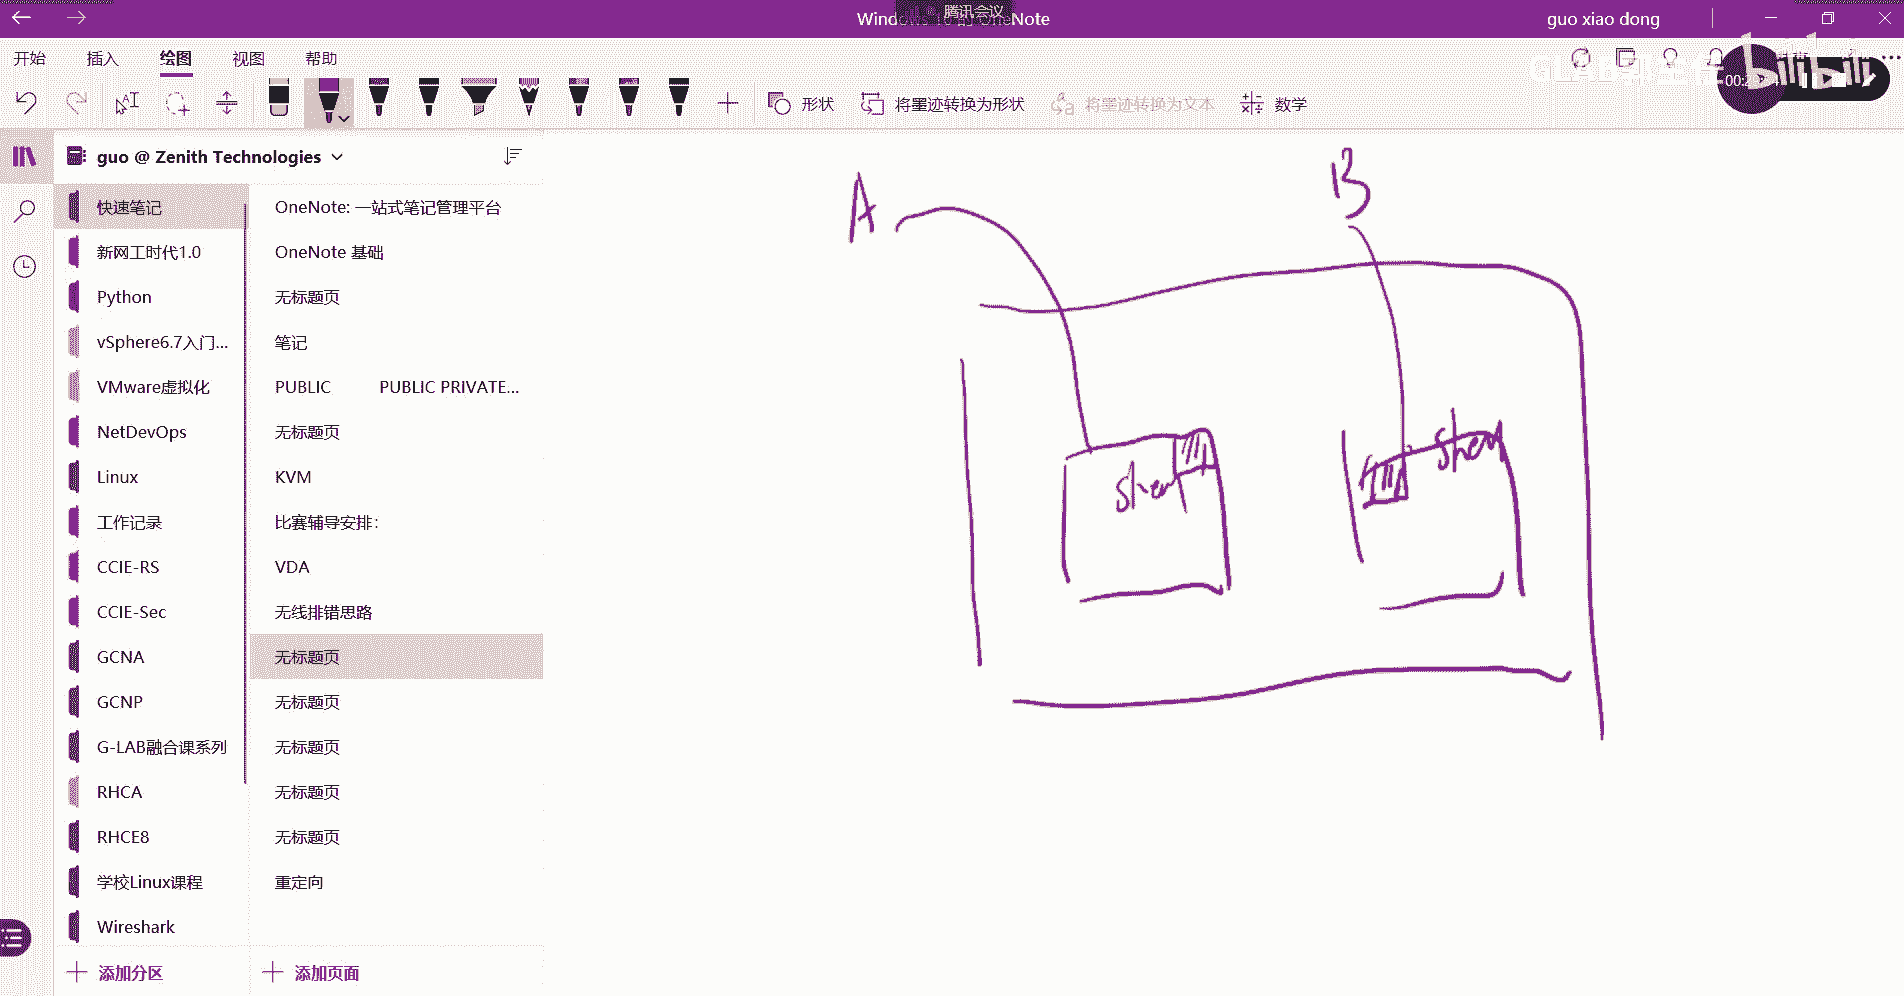 腾讯会议
guo xiao dong
开始 插入 绘图 视图 帮助
形状 将墨迹转换为形状 将墨迹转换为文本 数学
bilibili
guo @ Zenith Technologies
快速笔记
新网工时代1.0
Python
vSphere6.7入门...
VMware虚拟化
NetDevOps
Linux
工作记录
CCIE-RS
CCIE-Sec
GCNA
GCNP
G-LAB融合课系列
RHCA
RHCE8
学校Linux课程
Wireshark
添加分区
OneNote: 一站式笔记管理平台
OneNote 基础
无标题页
笔记
PUBLIC PUBLIC PRIVATE...
无标题页
KVM
比赛辅导安排：
VDA
无线排错思路
无标题页
无标题页
无标题页
无标题页
无标题页
重定向
添加页面
A
B